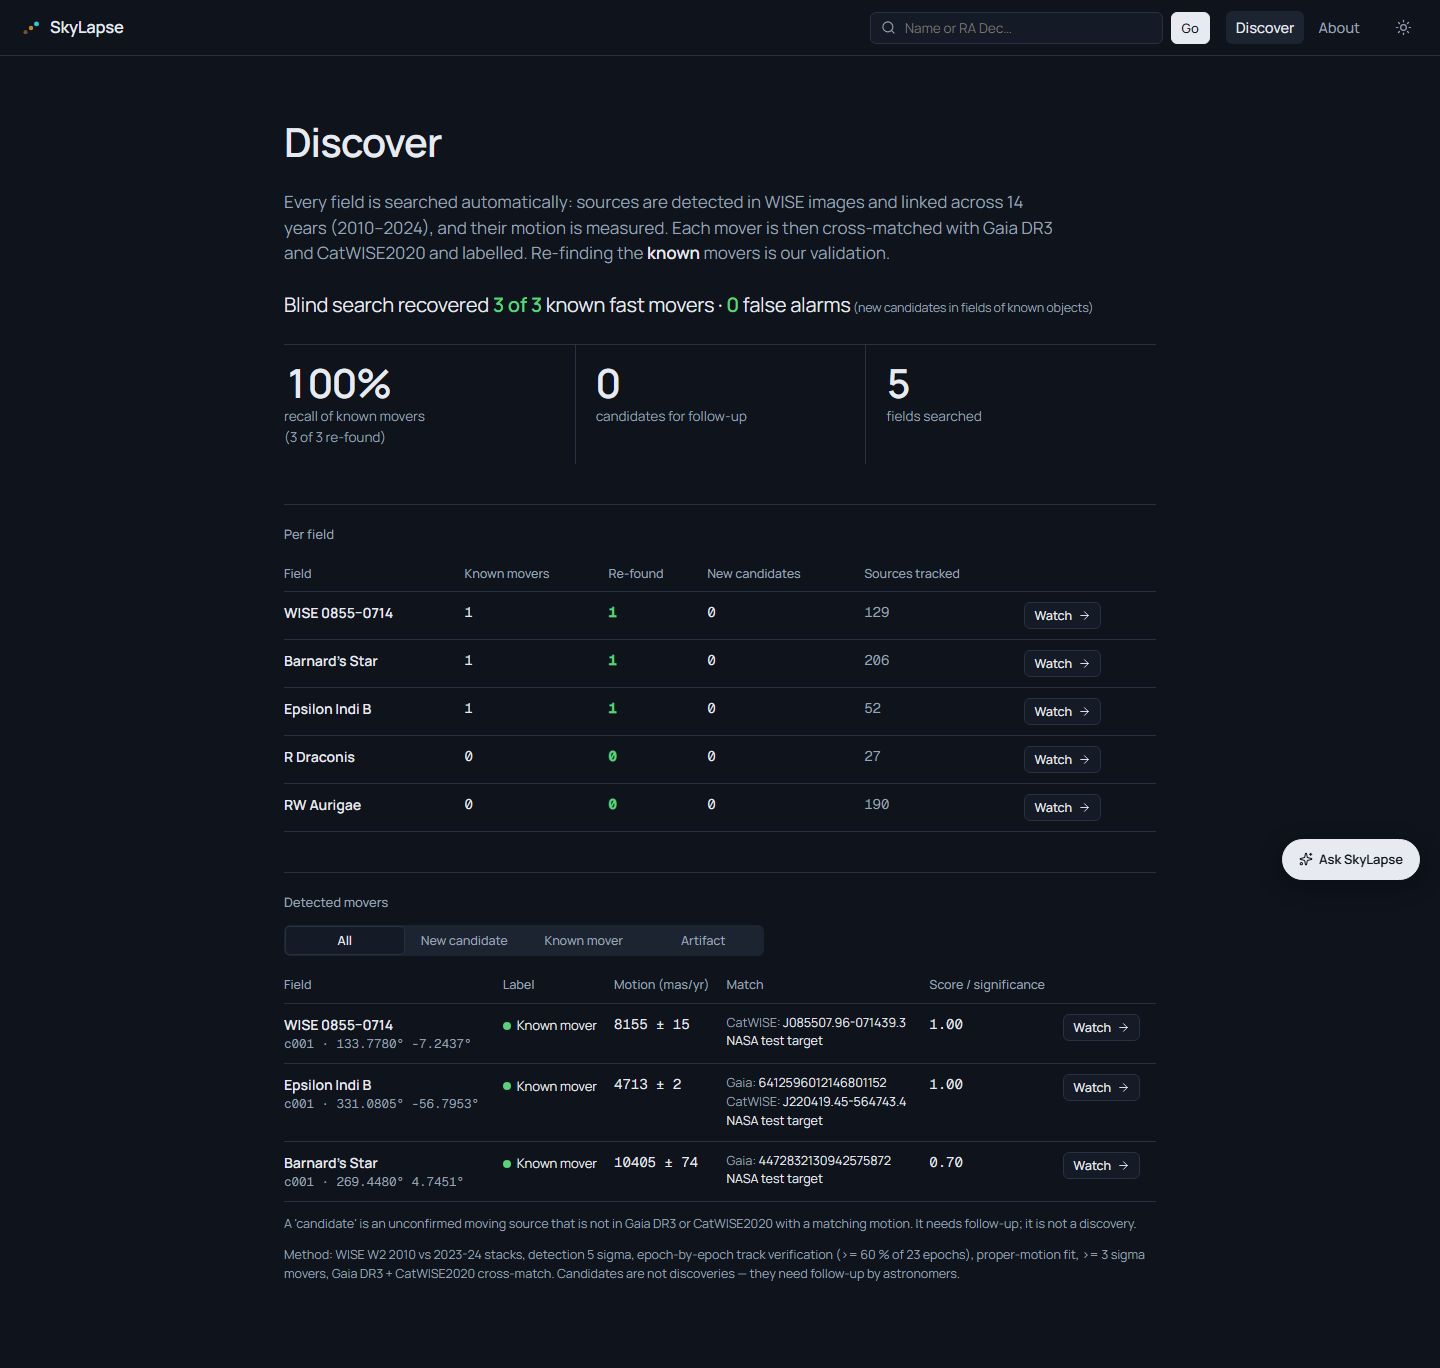 SkyLapse
Name or RA Dec...
Go
Discover
About
Discover
Every field is searched automatically: sources are detected in WISE images and linked across 14
years (2010–2024), and their motion is measured. Each mover is then cross-matched with Gaia DR3
and CatWISE2020 and labelled. Re-finding the known movers is our validation.
Blind search recovered 3 of 3 known fast movers · 0 false alarms (new candidates in fields of known objects)
100%
recall of known movers
(3 of 3 re-found)
0
candidates for follow-up
5
fields searched
Per field
Field Known movers Re-found New candidates Sources tracked
WISE 0855−0714 1 1 0 129 Watch →
Barnard's Star 1 1 0 206 Watch →
Epsilon Indi B 1 1 0 52 Watch →
R Draconis 0 0 0 27 Watch →
RW Aurigae 0 0 0 190 Watch →
Ask SkyLapse
Detected movers
All New candidate Known mover Artifact
Field Label Motion (mas/yr) Match Score / significance
WISE 0855−0714 Known mover 8155 ± 15 CatWISE: J085507.96-071439.3 1.00 Watch →
c001 · 133.7780° -7.2437° NASA test target
Epsilon Indi B Known mover 4713 ± 2 Gaia: 6412596012146801152 1.00 Watch →
c001 · 331.0805° -56.7953° CatWISE: J220419.45-564743.4
NASA test target
Barnard's Star Known mover 10405 ± 74 Gaia: 4472832130942575872 0.70 Watch →
c001 · 269.4480° 4.7451° NASA test target
A 'candidate' is an unconfirmed moving source that is not in Gaia DR3 or CatWISE2020 with a matching motion. It needs follow-up; it is not a discovery.
Method: WISE W2 2010 vs 2023-24 stacks, detection 5 sigma, epoch-by-epoch track verification (>= 60 % of 23 epochs), proper-motion fit, >= 3 sigma
movers, Gaia DR3 + CatWISE2020 cross-match. Candidates are not discoveries — they need follow-up by astronomers.